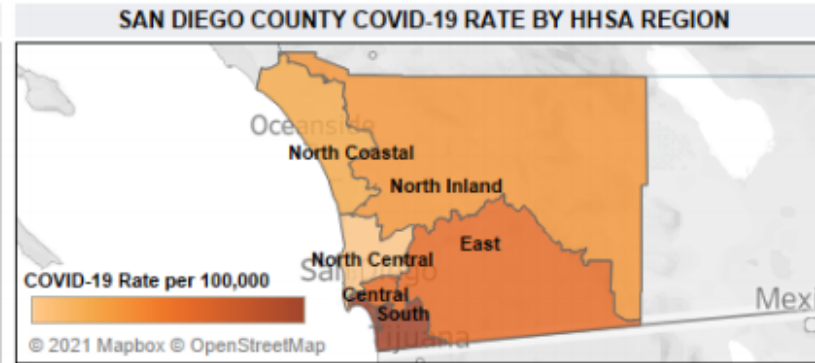 SAN DIEGO COUNTY COVID-19 RATE BY HHSA REGION
Oceanside
North Coastal
North Inland
East
North Central
San Diego
COVID-19 Rate per 100,000
Central
South
Mexi
Tijuana
© 2021 Mapbox © OpenStreetMap